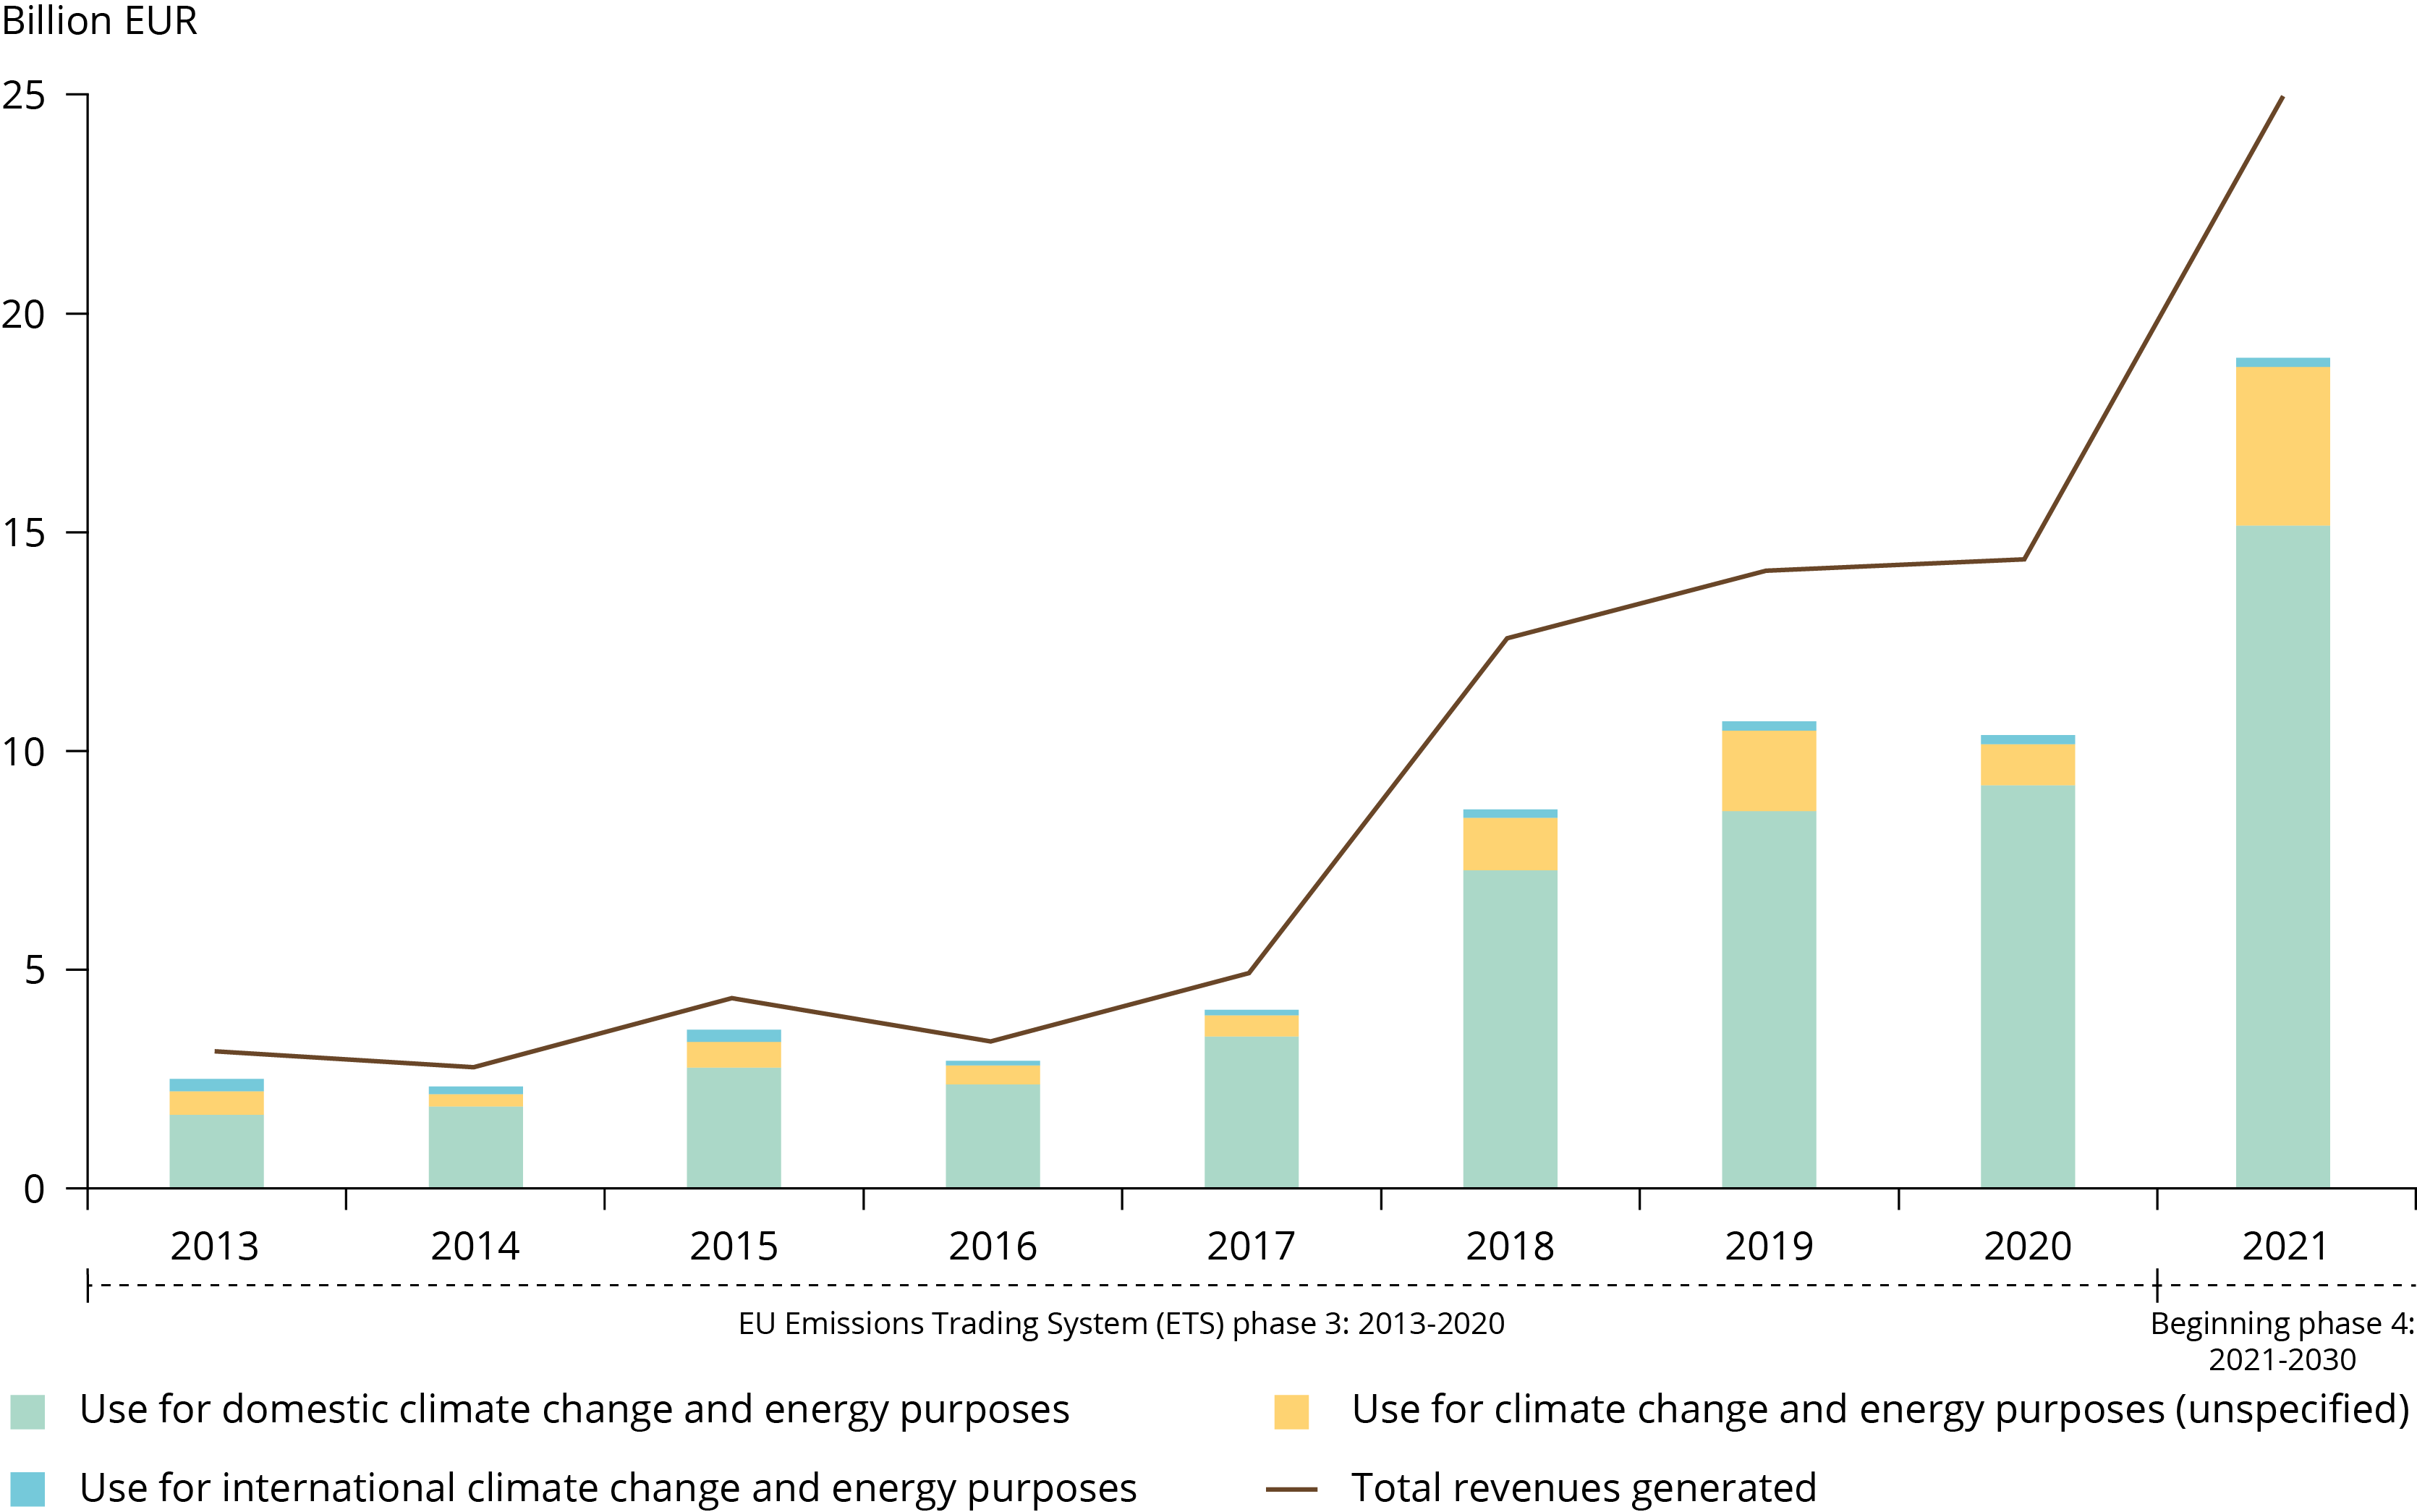 Billion EUR
25
20
15
10
5
0
2013 2014 2015 2016 2017 2018 2019 2020 2021
EU Emissions Trading System (ETS) phase 3: 2013-2020
Beginning phase 4:
2021-2030
Use for domestic climate change and energy purposes
Use for climate change and energy purposes (unspecified)
Use for international climate change and energy purposes
Total revenues generated